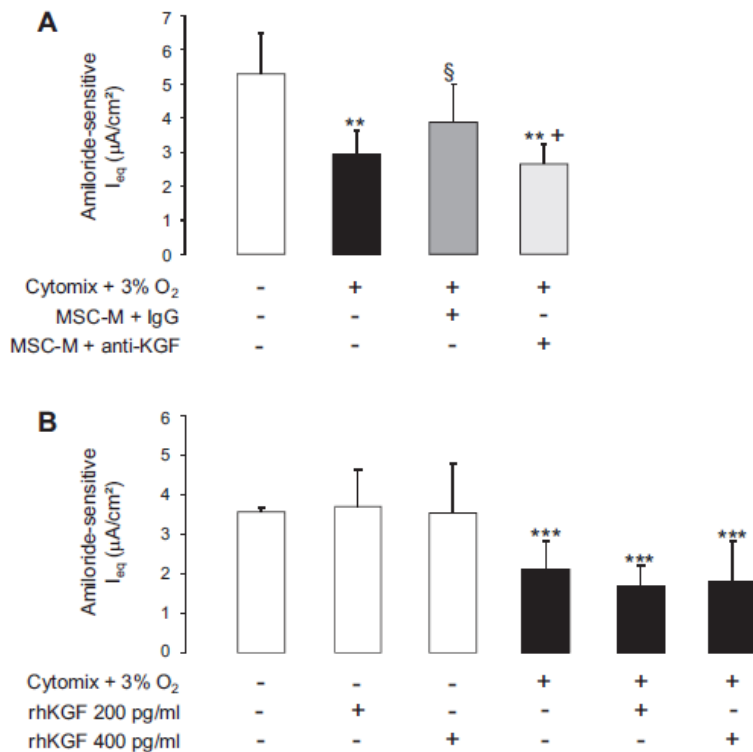 A
Amiloride-sensitive
Ieq (µA/cm²)
7
6
5
4
3
2
1
0
**
§
** +
Cytomix + 3% O₂ - + + +
MSC-M + IgG - - + -
MSC-M + anti-KGF - - - +
B
Amiloride-sensitive
Ieq (µA/cm²)
6
5
4
3
2
1
0
***
***
***
Cytomix + 3% O₂ - - - + + +
rhKGF 200 pg/ml - + - - + -
rhKGF 400 pg/ml - - + - - +